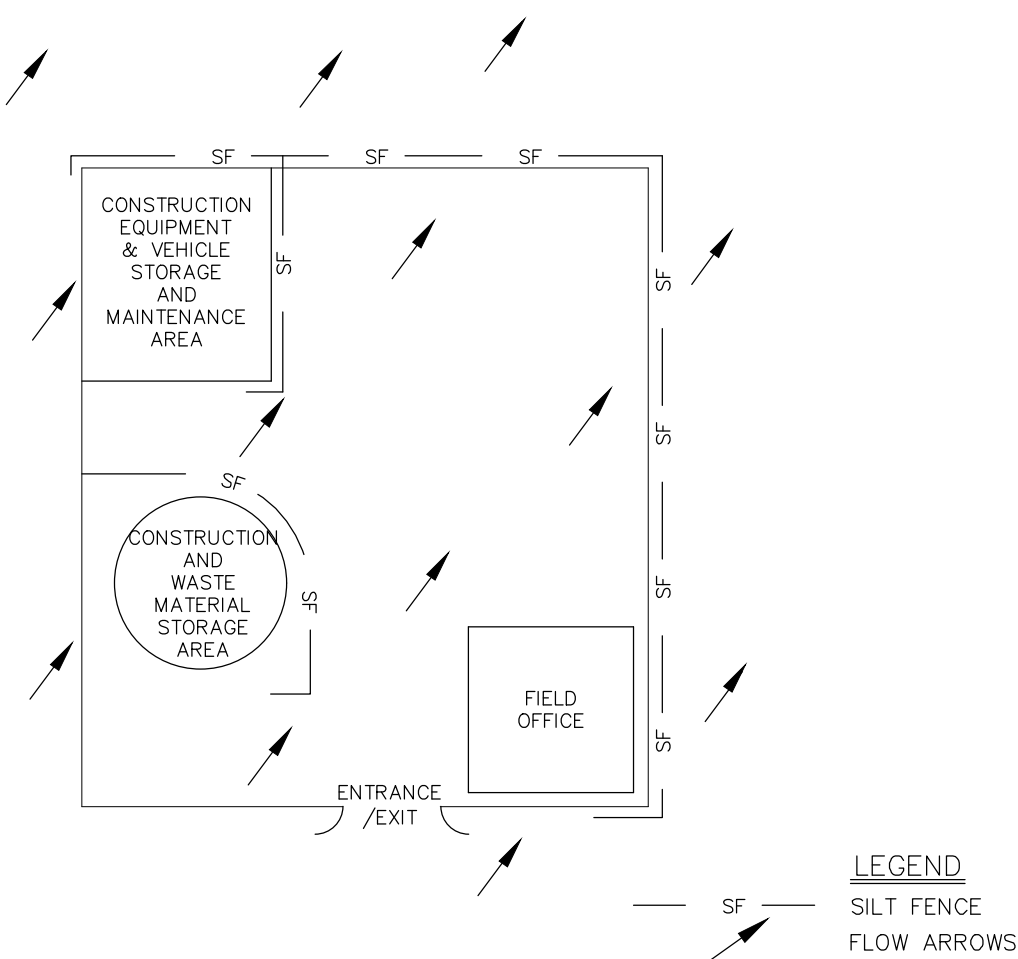 SF
SF
SF
CONSTRUCTION
EQUIPMENT
& VEHICLE
STORAGE
AND
MAINTENANCE
AREA
SF
SF
SF
SF
CONSTRUCTION
AND
WASTE
MATERIAL
STORAGE
AREA
SF
SF
FIELD
OFFICE
SF
ENTRANCE
/EXIT
LEGEND
SF
SILT FENCE
FLOW ARROWS